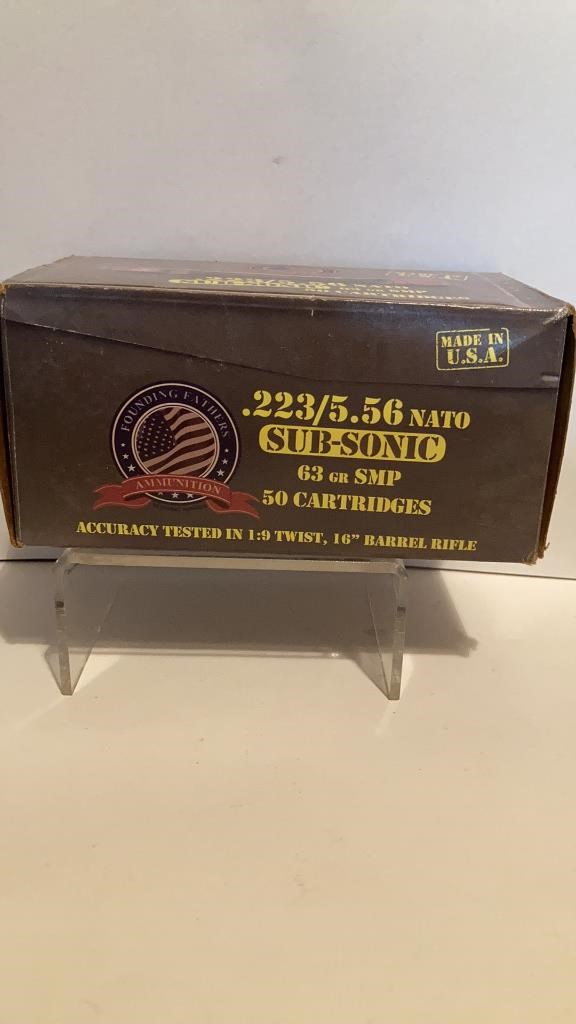 MADE IN
U.S.A.
FOUNDING FATHERS
AMMUNITION
.223/5.56 NATO
SUB-SONIC
63 GR SMP
50 CARTRIDGES
ACCURACY TESTED IN 1:9 TWIST, 16" BARREL RIFLE